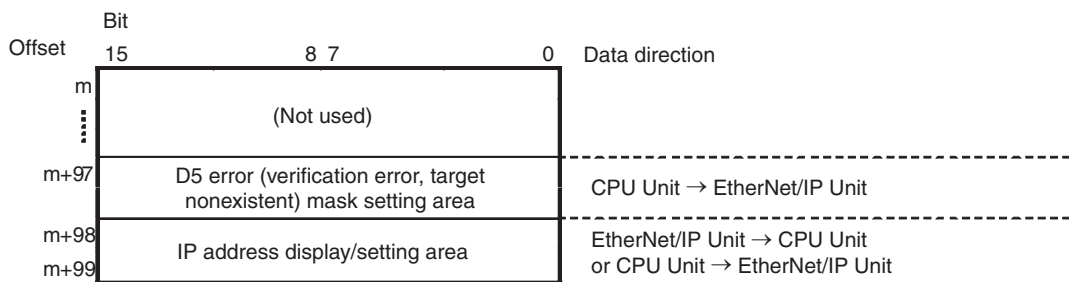 Bit
Offset 15 8 7 0 Data direction
m
(Not used)
m+97 D5 error (verification error, target
nonexistent) mask setting area
CPU Unit → EtherNet/IP Unit
m+98
IP address display/setting area
m+99
EtherNet/IP Unit → CPU Unit
or CPU Unit → EtherNet/IP Unit